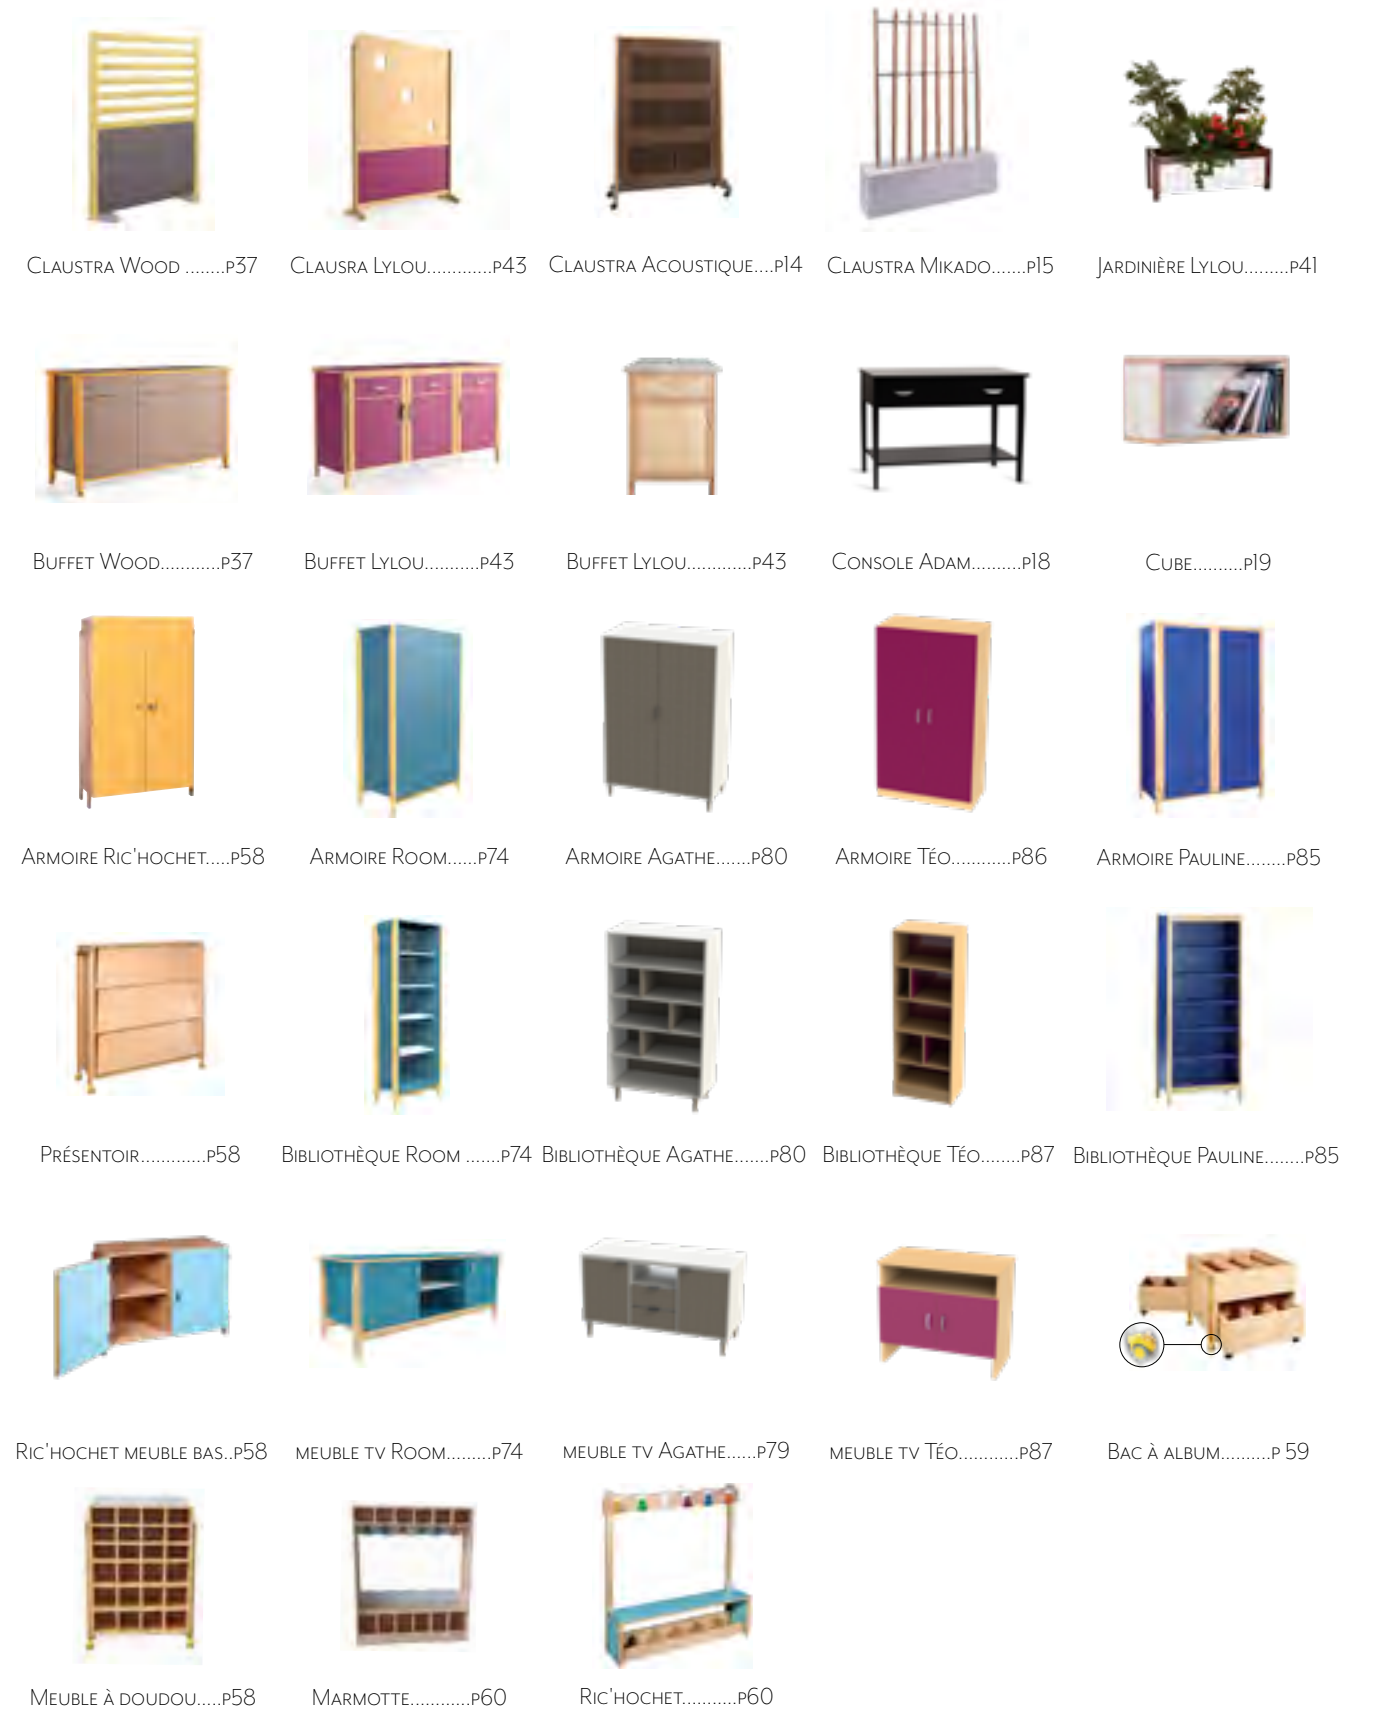 Claustra Wood ........p37
Clausra Lylou.............p43
Claustra Acoustique....p14
Claustra Mikado.......p15
Jardinière Lylou.........p41
Buffet Wood............p37
Buffet Lylou...........p43
Buffet Lylou.............p43
Console Adam..........p18
Cube..........p19
Armoire Ric'hochet.....p58
Armoire Room......p74
Armoire Agathe.......p80
Armoire Téo............p86
Armoire Pauline........p85
Présentoir.............p58
Bibliothèque Room .......p74
Bibliothèque Agathe.......p80
Bibliothèque Téo........p87
Bibliothèque Pauline........p85
Ric'hochet meuble bas..p58
meuble tv Room.........p74
meuble tv Agathe......p79
meuble tv Téo............p87
Bac à album..........p 59
Meuble à doudou.....p58
Marmotte............p60
Ric'hochet...........p60